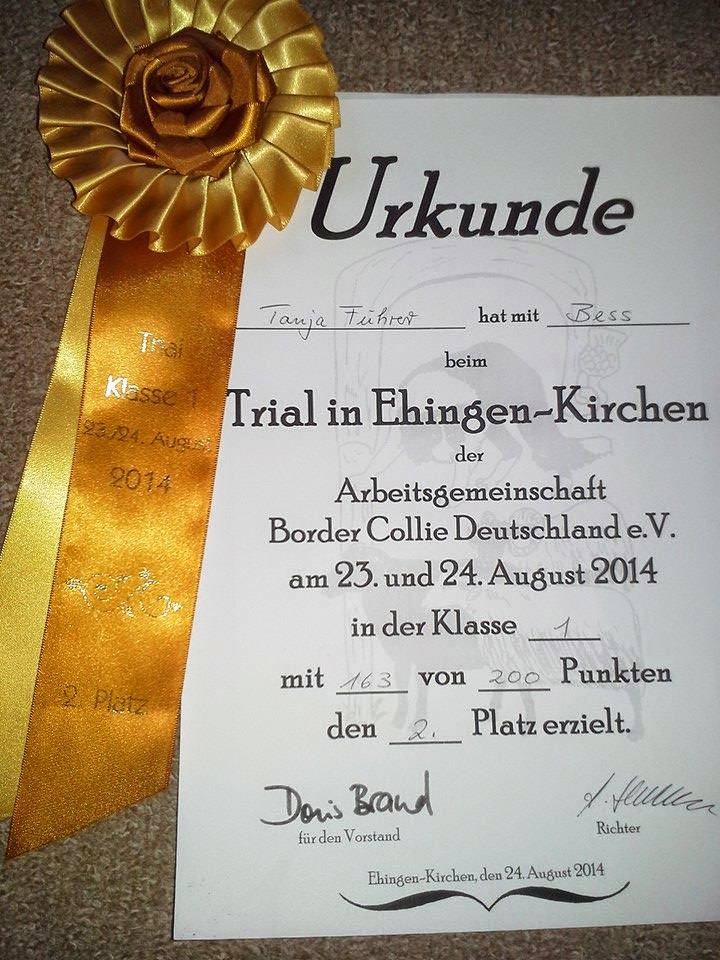 Urkunde
Tanja Führer hat mit Bess
beim
Trial in Ehingen-Kirchen
der
Arbeitsgemeinschaft
Border Collie Deutschland e.V.
am 23. und 24. August 2014
in der Klasse 1
mit 163 von 200 Punkten
den 2. Platz erzielt.
Doris Brand
für den Vorstand
Richter
Ehingen-Kirchen, den 24. August 2014
Trial
Klasse 1
23./24. August
2014
2. Platz